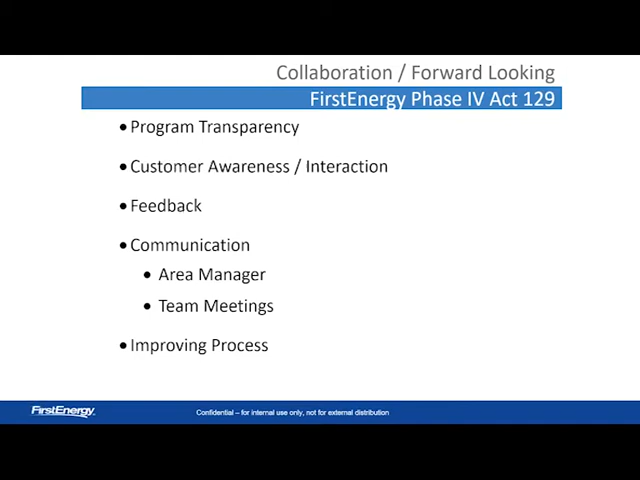 Collaboration / Forward Looking
FirstEnergy Phase IV Act 129
• Program Transparency
• Customer Awareness / Interaction
• Feedback
• Communication
• Area Manager
• Team Meetings
• Improving Process
FirstEnergy
Confidential – for internal use only, not for external distribution